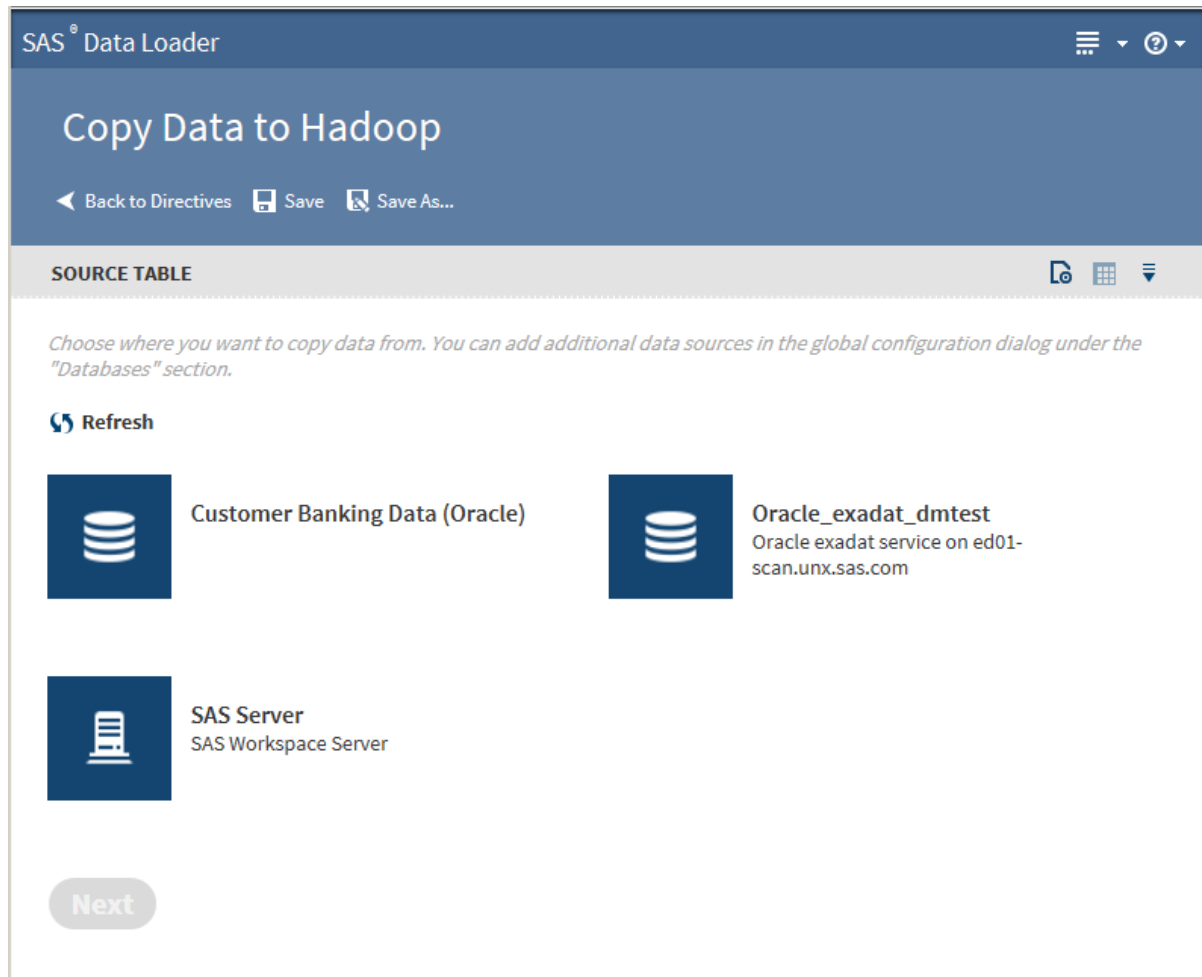 SAS® Data Loader
Copy Data to Hadoop
Back to Directives Save Save As...
SOURCE TABLE
Choose where you want to copy data from. You can add additional data sources in the global configuration dialog under the
"Databases" section.
Refresh
Customer Banking Data (Oracle)
Oracle_exadat_dmtest
Oracle exadat service on ed01-
scan.unx.sas.com
SAS Server
SAS Workspace Server
Next